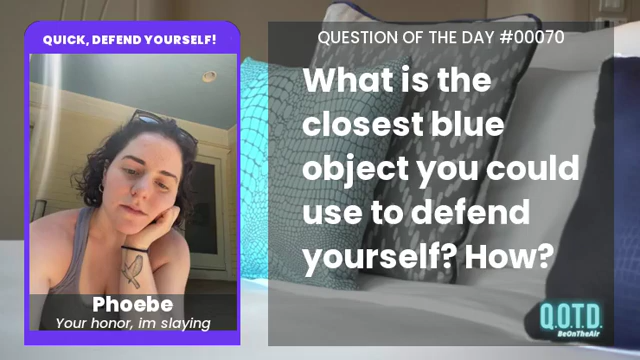 QUICK, DEFEND YOURSELF!
Phoebe
Your honor, im slaying
QUESTION OF THE DAY #00070
What is the
closest blue
object you could
use to defend
yourself? How?
Q.O.T.D.
BeOnTheAir